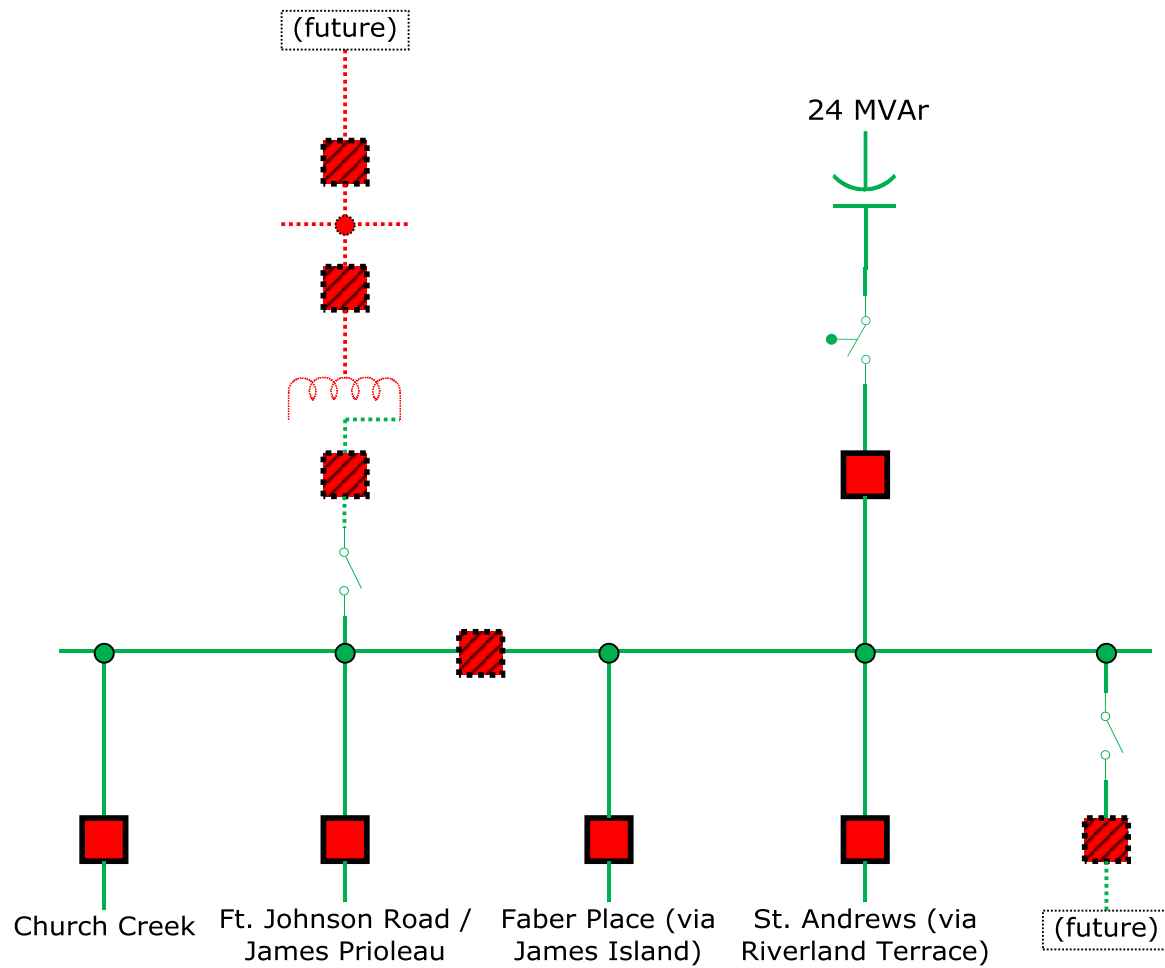 (future)
24 MVAr
Church Creek
Ft. Johnson Road /
James Prioleau
Faber Place (via
James Island)
St. Andrews (via
Riverland Terrace)
(future)